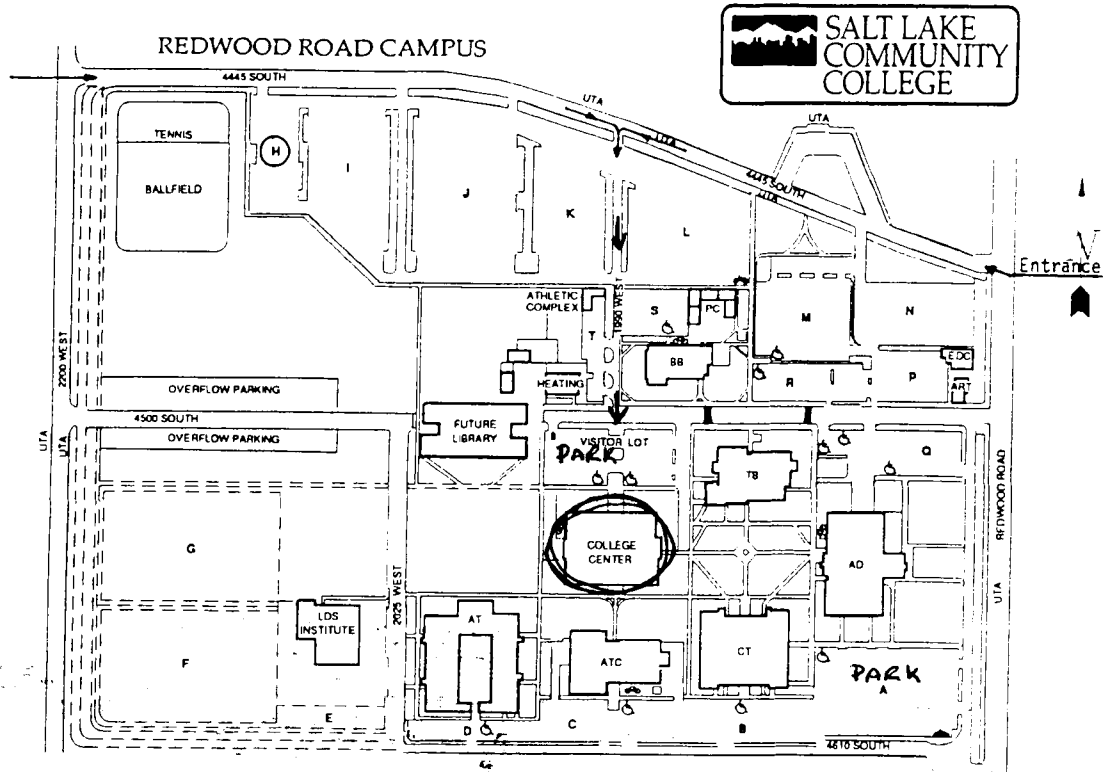 SALT LAKE
COMMUNITY
COLLEGE
REDWOOD ROAD CAMPUS
4445 SOUTH
UTA
UTA
UTA
TENNIS
H
I
BALLFIELD
J
K
L
4445 SOUTH
UTA
Entrance
ATHLETIC
COMPLEX
1990 WEST
S
PC
M
N
T
BB
EDC
2200 WEST
HEATING
R
P
ART
OVERFLOW PARKING
4500 SOUTH
FUTURE
LIBRARY
UTA
UTA
OVERFLOW PARKING
VISITOR LOT
PARK
TB
Q
REDWOOD ROAD
G
COLLEGE
CENTER
AD
2025 WEST
UTA
LDS
INSTITUTE
AT
F
ATC
CT
PARK
A
E
D
C
B
4610 SOUTH